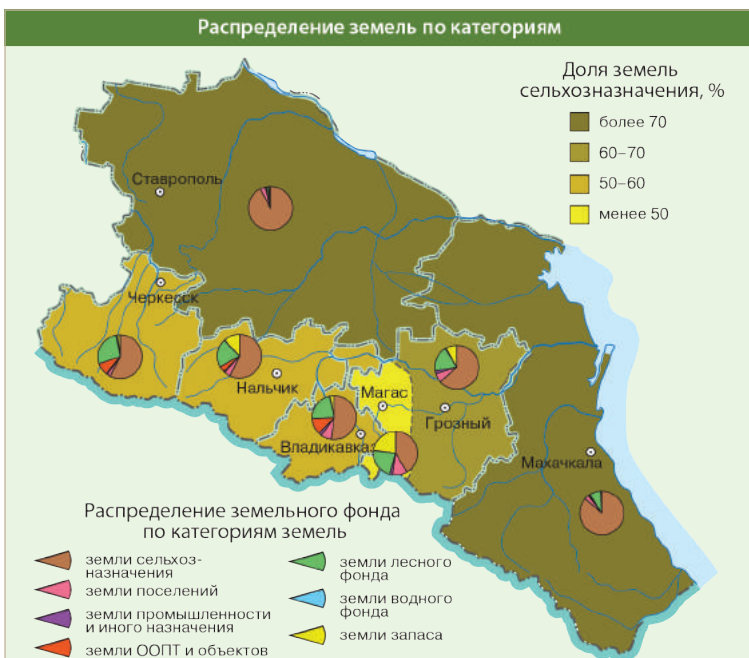 Распределение земель по категориям
Доля земель
сельхозназначения, %
более 70
60–70
50–60
менее 50
Ставрополь
Черкесск
Нальчик
Магас
Владикавказ
Грозный
Махачкала
Распределение земельного фонда
по категориям земель
земли сельхоз-
назначения
земли поселений
земли промышленности
и иного назначения
земли ООПТ и объектов
земли лесного
фонда
земли водного
фонда
земли запаса